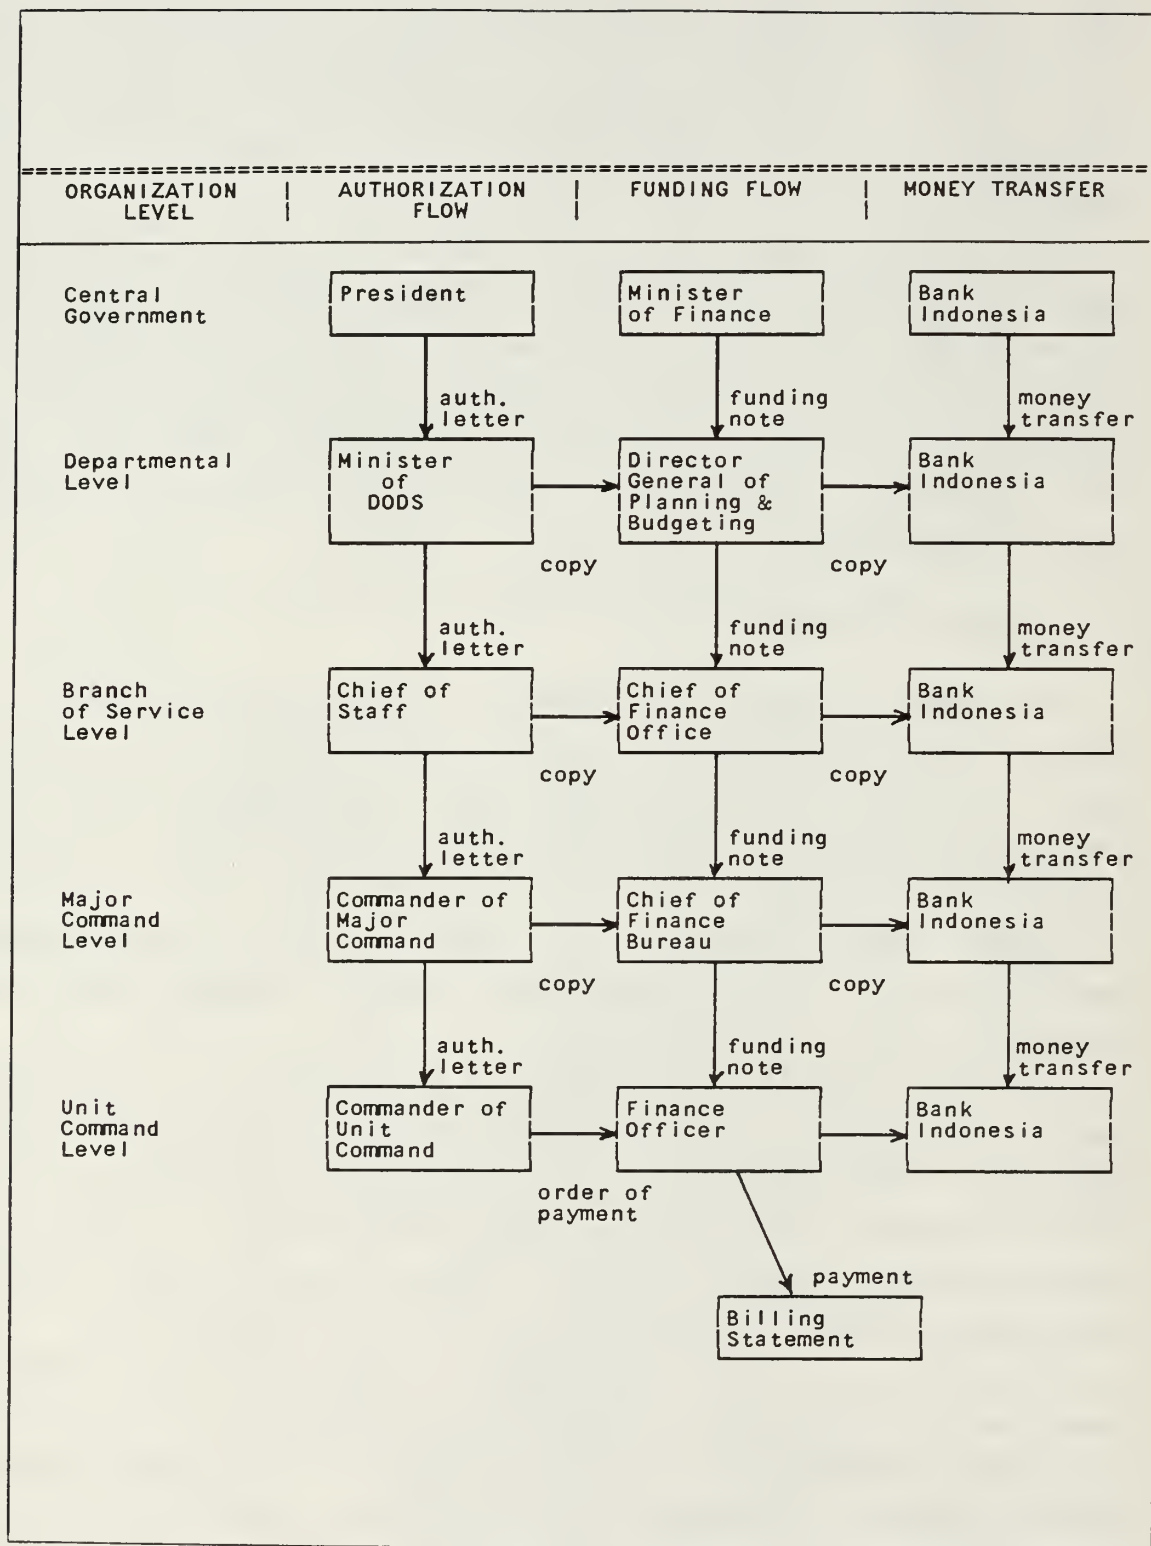 ORGANIZATION LEVEL | AUTHORIZATION FLOW | FUNDING FLOW | MONEY TRANSFER
Central
Government
President
Minister
of Finance
Bank
Indonesia
auth.
letter
funding
note
money
transfer
Departmental
Level
Minister
of
DODS
Director
General of
Planning &
Budgeting
Bank
Indonesia
copy
copy
auth.
letter
funding
note
money
transfer
Branch
of Service
Level
Chief of
Staff
Chief of
Finance
Office
Bank
Indonesia
copy
copy
auth.
letter
funding
note
money
transfer
Major
Command
Level
Commander of
Major
Command
Chief of
Finance
Bureau
Bank
Indonesia
copy
copy
auth.
letter
funding
note
money
transfer
Unit
Command
Level
Commander of
Unit
Command
Finance
Officer
Bank
Indonesia
order of
payment
payment
Billing
Statement